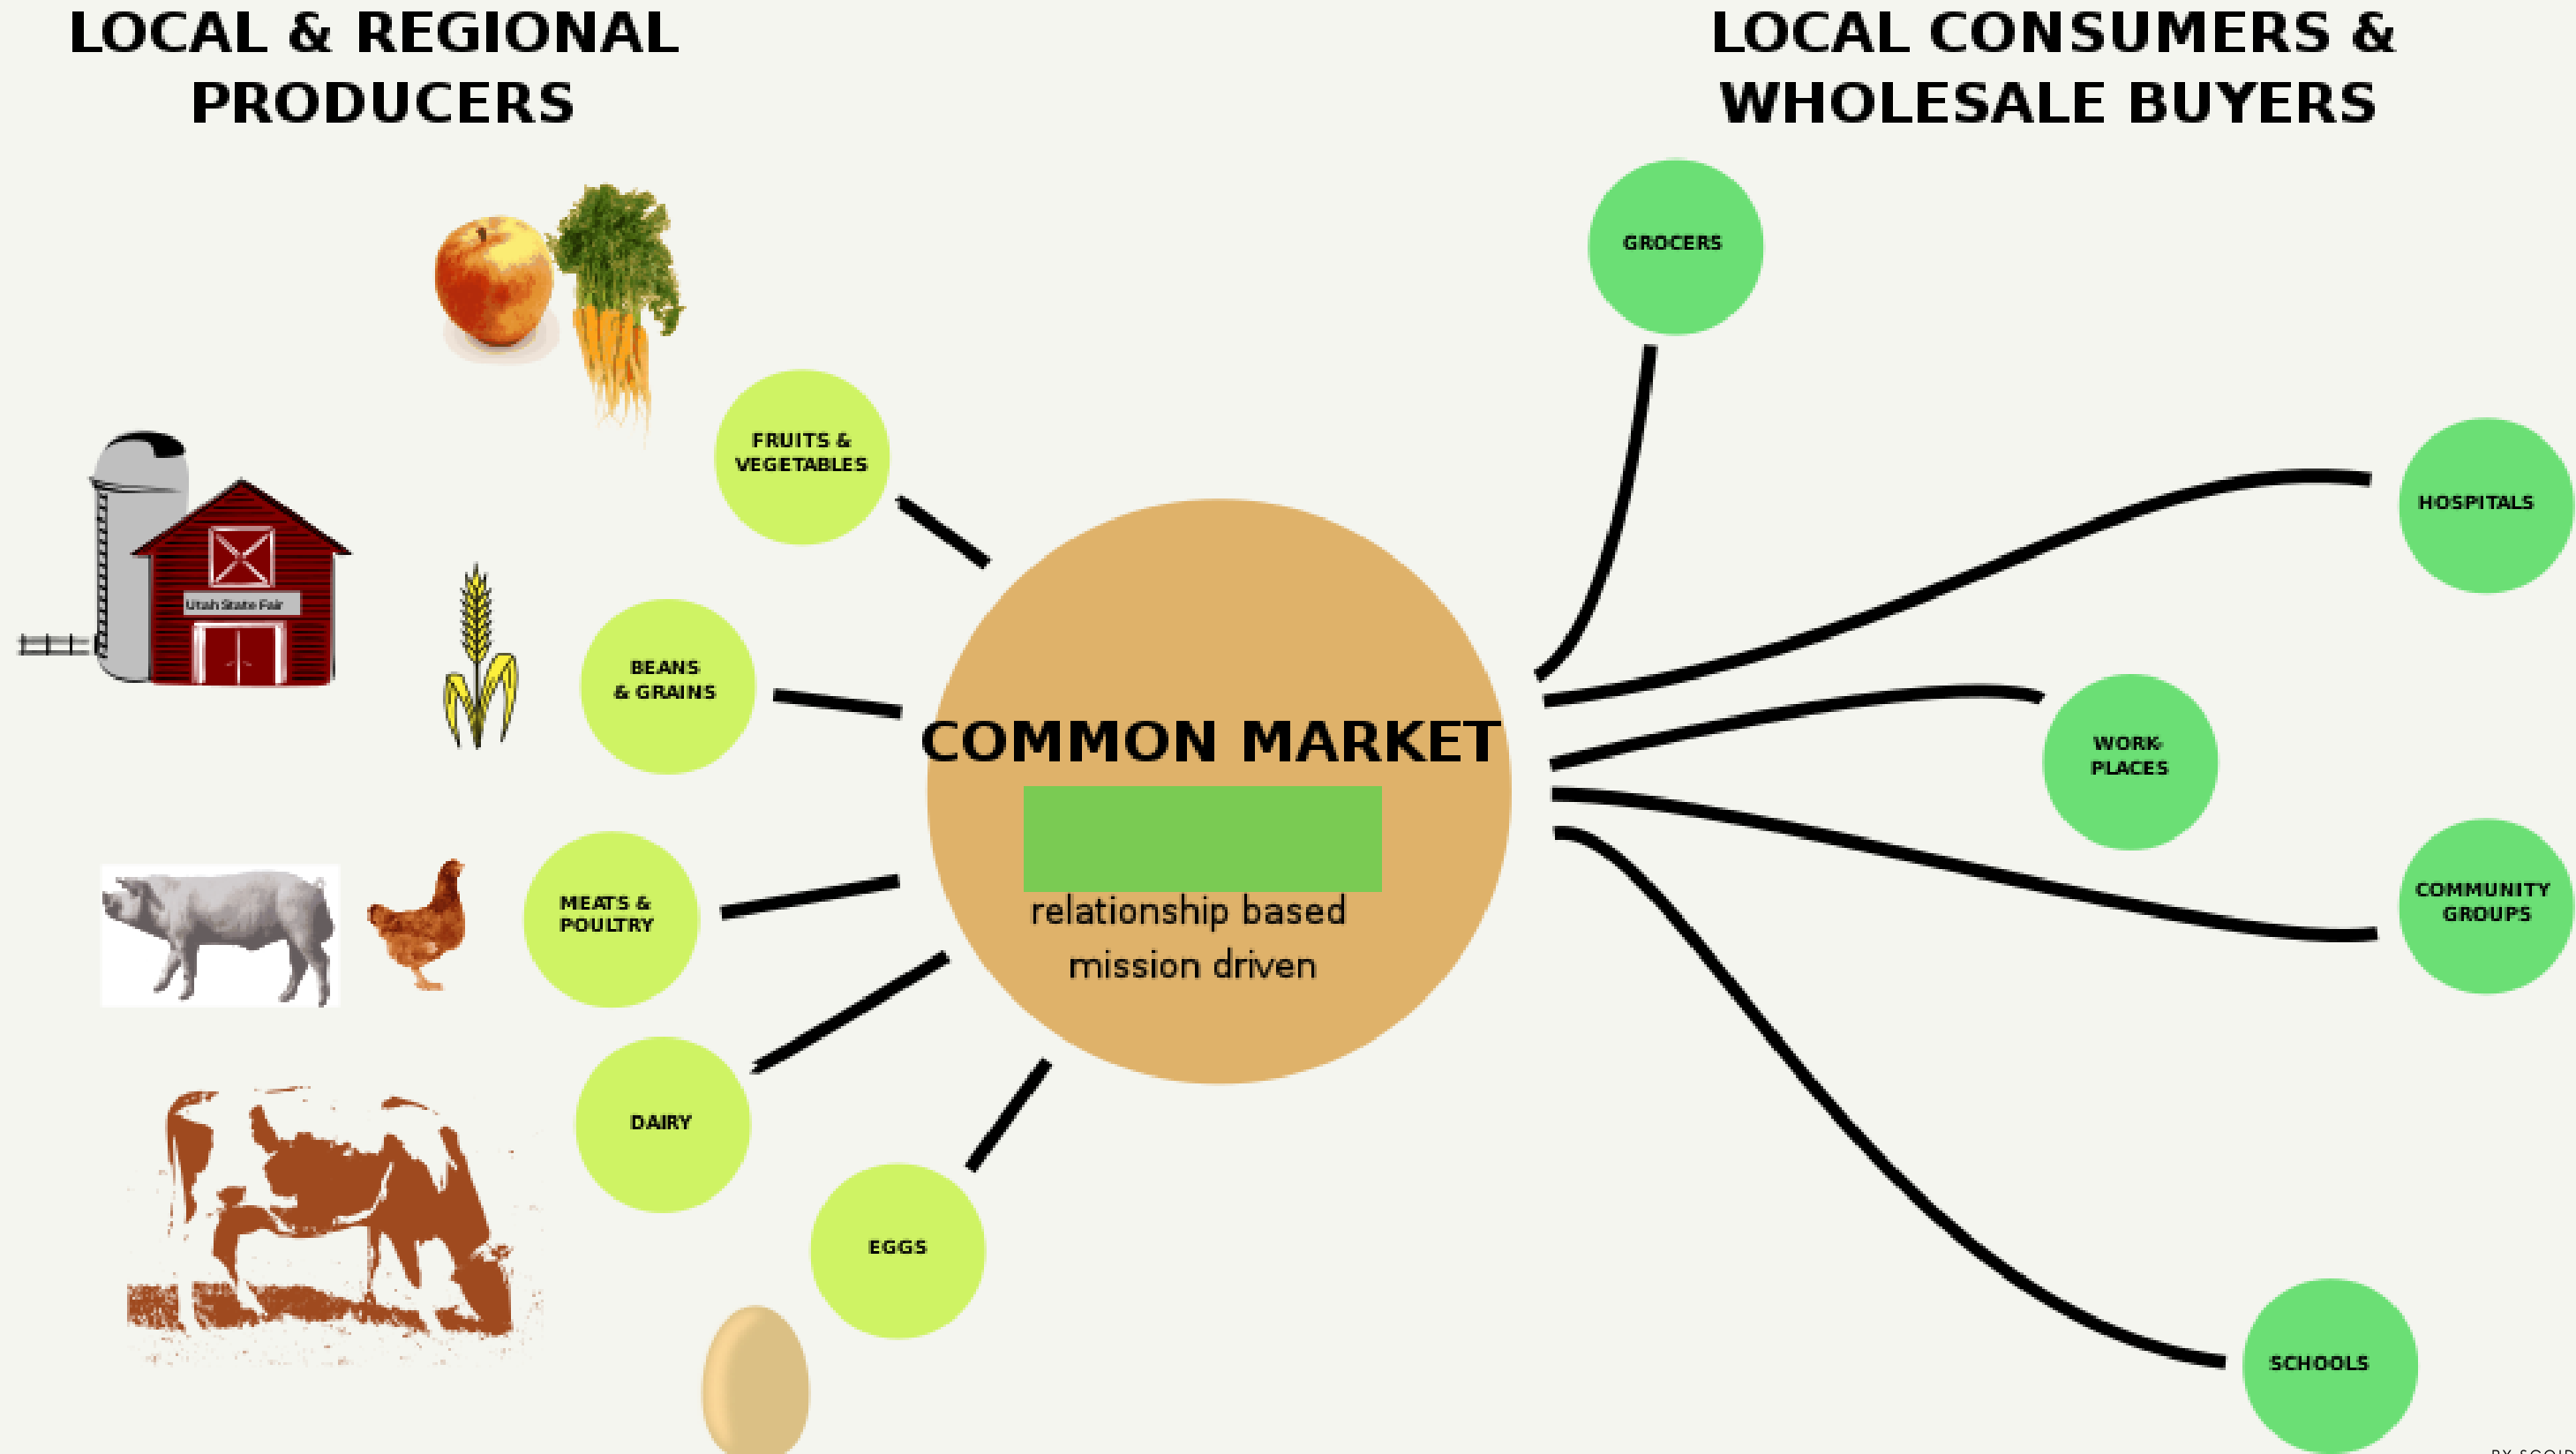 LOCAL & REGIONAL
PRODUCERS
LOCAL CONSUMERS &
WHOLESALE BUYERS
GROCERS
FRUITS &
VEGETABLES
HOSPITALS
Utah State Fair
BEANS
& GRAINS
COMMON MARKET
WORK-
PLACES
MEATS &
POULTRY
relationship based
mission driven
COMMUNITY
GROUPS
DAIRY
EGGS
SCHOOLS